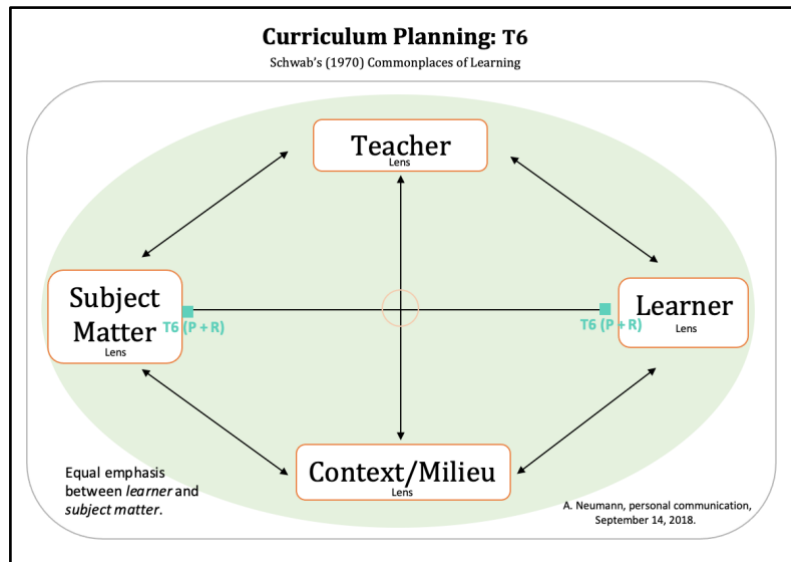 Curriculum Planning: T6
Schwab's (1970) Commonplaces of Learning
Teacher
Lens
Subject
Matter
Lens
T6 (P + R)
Learner
Lens
T6 (P + R)
Context/Milieu
Lens
Equal emphasis
between learner and
subject matter.
A. Neumann, personal communication,
September 14, 2018.